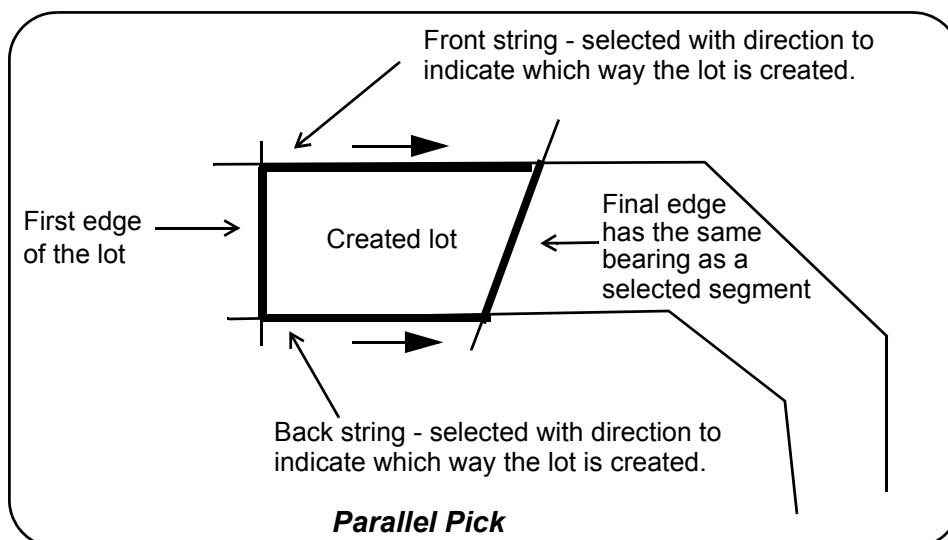 Front string - selected with direction to
indicate which way the lot is created.
First edge
of the lot
Created lot
Final edge
has the same
bearing as a
selected segment
Back string - selected with direction to
indicate which way the lot is created.
Parallel Pick